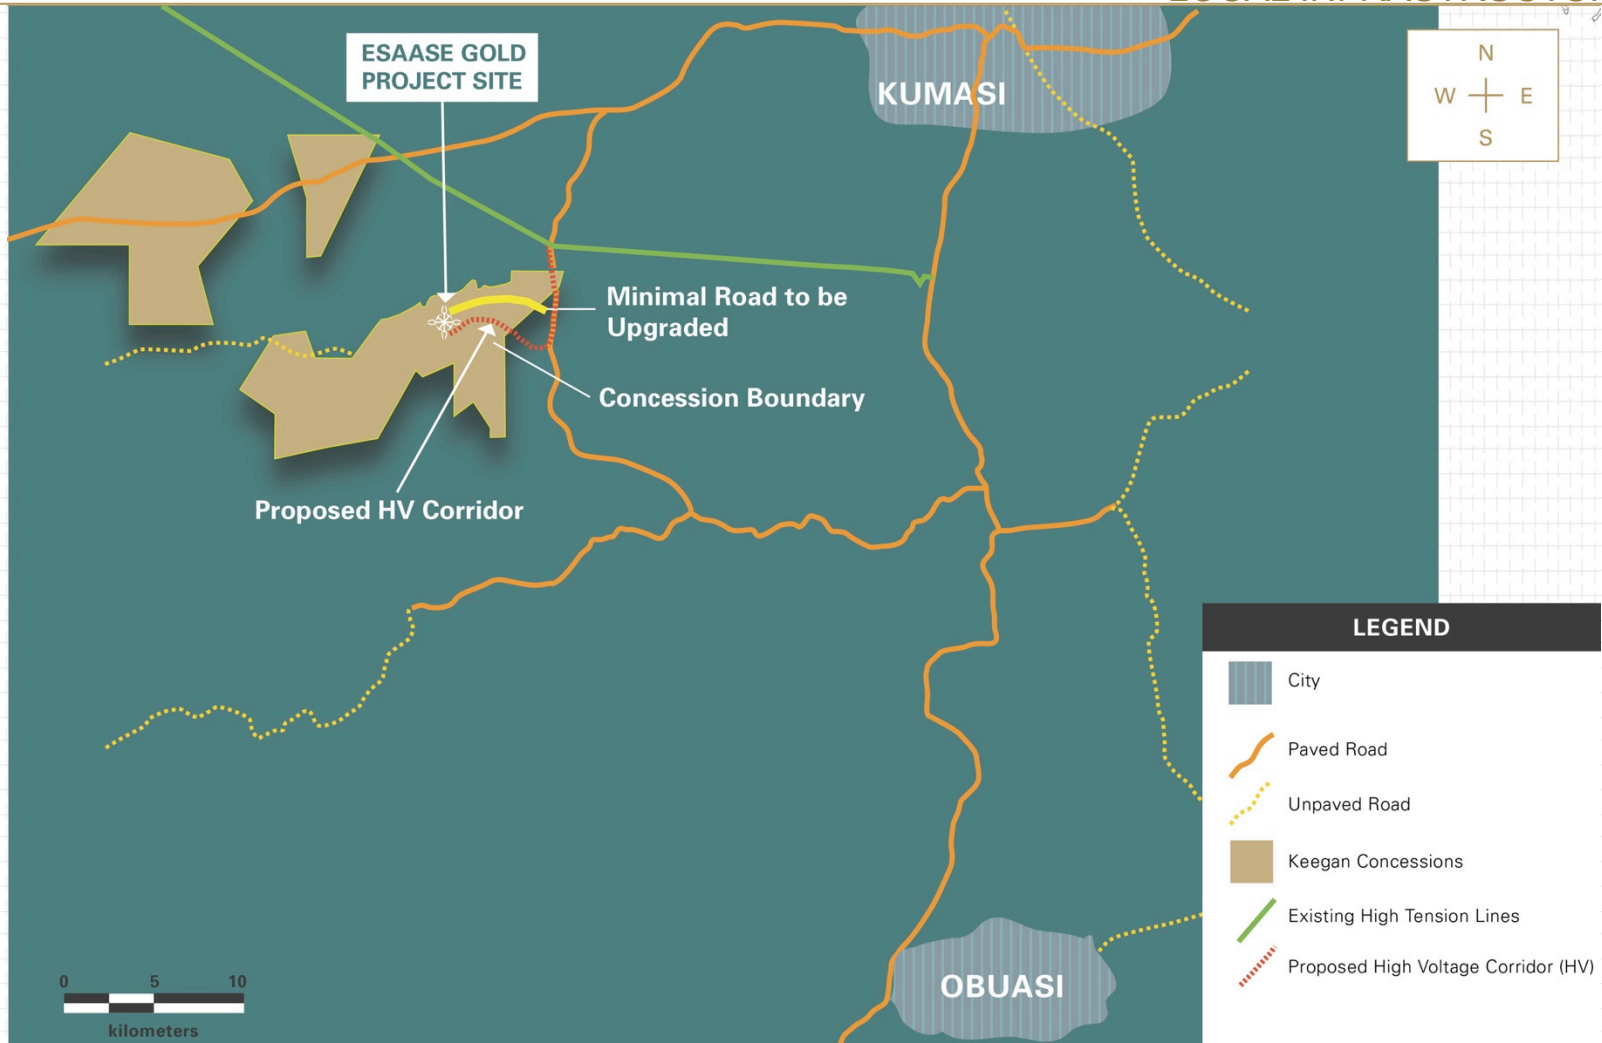 ESAASE GOLD
PROJECT SITE
KUMASI
N
W E
S
Minimal Road to be
Upgraded
Concession Boundary
Proposed HV Corridor
OBUASI
0 5 10
kilometers
LEGEND
City
Paved Road
Unpaved Road
Keegan Concessions
Existing High Tension Lines
Proposed High Voltage Corridor (HV)